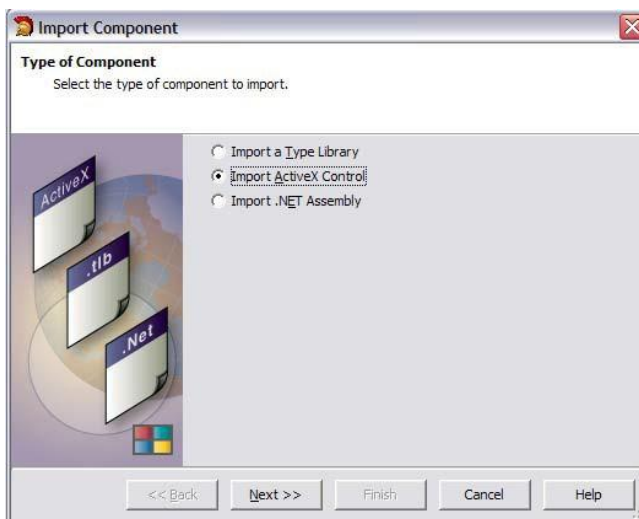 Import Component
Type of Component
Select the type of component to import.
Import a Type Library
Import ActiveX Control
Import .NET Assembly
ActiveX
.tlb
.Net
<< Back Next >> Finish Cancel Help